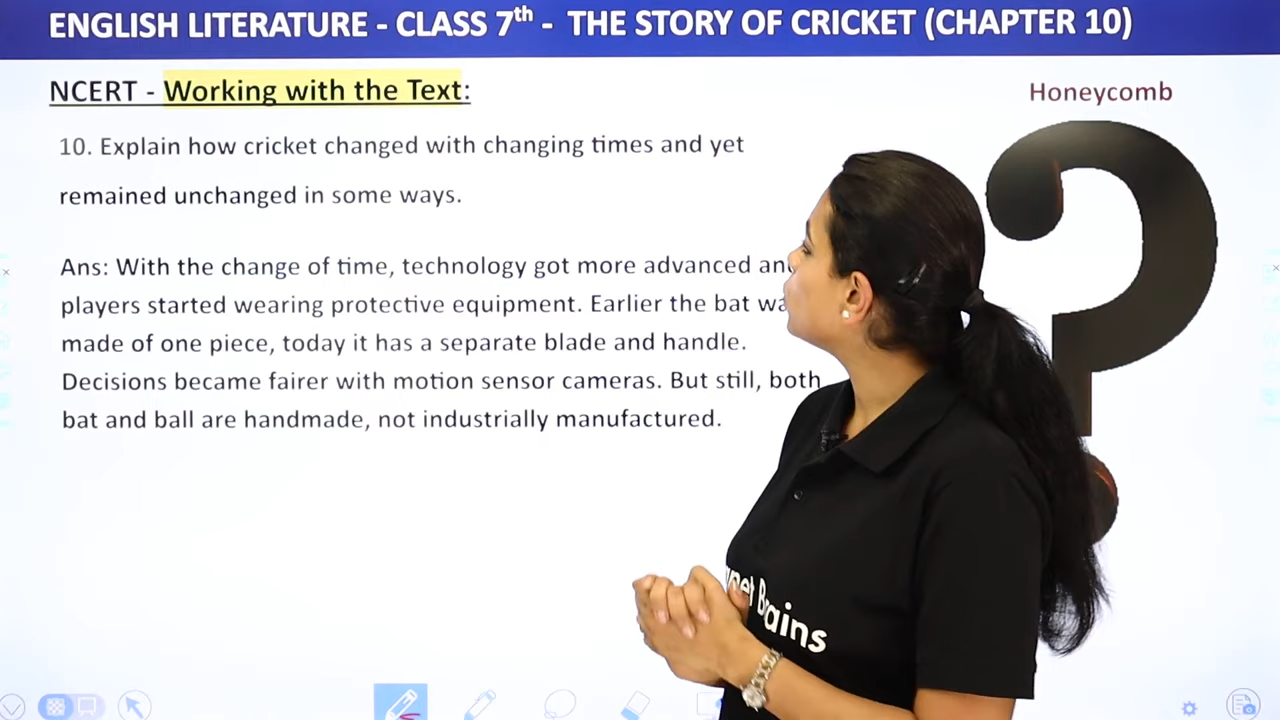 ENGLISH LITERATURE - CLASS 7th - THE STORY OF CRICKET (CHAPTER 10)
NCERT - Working with the Text:
Honeycomb
10. Explain how cricket changed with changing times and yet
remained unchanged in some ways.
Ans: With the change of time, technology got more advanced
players started wearing protective equipment. Earlier the bat
made of one piece, today it has a separate blade and handle.
Decisions became fairer with motion sensor cameras. But still, both
bat and ball are handmade, not industrially manufactured.
Brains